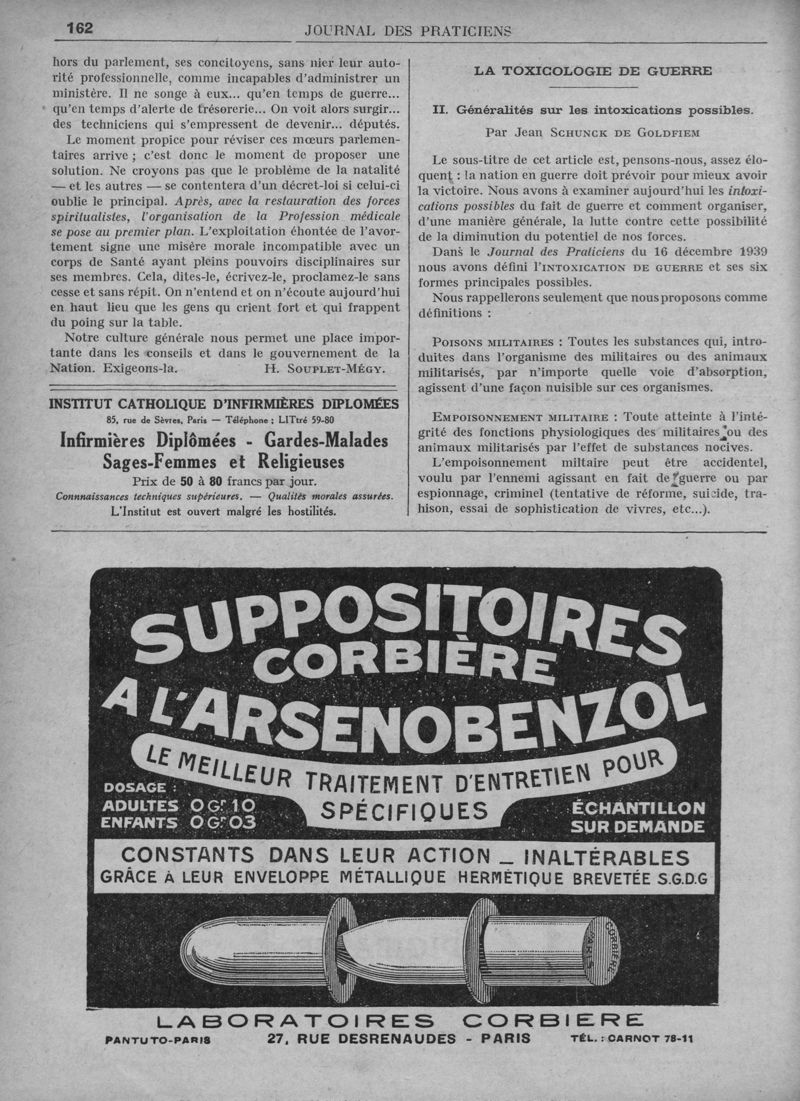 162
JOURNAL DES PRATICIENS
hors du parlement, ses concitoyens, sans nier leur auto-
rité professionnelle, comme incapables d'administrer un
ministère. Il ne songe à eux... qu'en temps de guerre...
qu'en temps d'alerte de trésorerie... On voit alors surgir...
des techniciens qui s'empressent de devenir... députés.
Le moment propice pour réviser ces mœurs parlemen-
taires arrive ; c'est donc le moment de proposer une
solution. Ne croyons pas que le problème de la natalité
— et les autres — se contentera d'un décret-loi si celui-ci
oublie le principal. Après, avec la restauration des forces
spiritualistes, l'organisation de la Profession médicale
se pose au premier plan. L'exploitation éhontée de l'avor-
tement signe une misère morale incompatible avec un
corps de Santé ayant pleins pouvoirs disciplinaires sur
ses membres. Cela, dites-le, écrivez-le, proclamez-le sans
cesse et sans répit. On n'entend et on n'écoute aujourd'hui
en haut lieu que les gens qu crient fort et qui frappent
du poing sur la table.
Notre culture générale nous permet une place impor-
tante dans les conseils et dans le gouvernement de la
Nation. Exigeons-la. H. SOUPLET-MÉGY.
INSTITUT CATHOLIQUE D'INFIRMIÈRES DIPLOMÉES
85, rue de Sèvres, Paris — Téléphone : LITtré 59-80
Infirmières Diplômées - Gardes-Malades
Sages-Femmes et Religieuses
Prix de 50 à 80 francs par jour.
Connnaissances techniques supérieures. — Qualités morales assurées.
L'Institut est ouvert malgré les hostilités.
LA TOXICOLOGIE DE GUERRE
II. Généralités sur les intoxications possibles.
Par Jean SCHUNCK DE GOLDFIEM
Le sous-titre de cet article est, pensons-nous, assez élo-
quent : la nation en guerre doit prévoir pour mieux avoir
la victoire. Nous avons à examiner aujourd'hui les intoxi-
cations possibles du fait de guerre et comment organiser,
d'une manière générale, la lutte contre cette possibilité
de la diminution du potentiel de nos forces.
Dans le Journal des Praticiens du 16 décembre 1939
nous avons défini l'INTOXICATION DE GUERRE et ses six
formes principales possibles.
Nous rappellerons seulement que nous proposons comme
définitions :
POISONS MILITAIRES : Toutes les substances qui, intro-
duites dans l'organisme des militaires ou des animaux
militarisés, par n'importe quelle voie d'absorption,
agissent d'une façon nuisible sur ces organismes.
EMPOISONNEMENT MILITAIRE : Toute atteinte à l'inté-
grité des fonctions physiologiques des militaires ou des
animaux militarisés par l'effet de substances nocives.
L'empoisonnement miltaire peut être accidentel,
voulu par l'ennemi agissant en fait de guerre ou par
espionnage, criminel (tentative de réforme, suicide, tra-
hison, essai de sophistication de vivres, etc...).
SUPPOSITOIRES
CORBIÈRE
A L'ARSENOBENZOL
LE MEILLEUR TRAITEMENT D'ENTRETIEN POUR
SPÉCIFIQUES
DOSAGE :
ADULTES 0 Gr. 10
ENFANTS 0 Gr. 03
ÉCHANTILLON
SUR DEMANDE
CONSTANTS DANS LEUR ACTION _ INALTÉRABLES
GRÂCE A LEUR ENVELOPPE MÉTALLIQUE HERMÉTIQUE BREVETÉE S.G.D.G
CORBIÈRE
PARIS
LABORATOIRES CORBIERE
PANTUTO-PARIS 27, RUE DESRENAUDES - PARIS TÉL. : CARNOT 78-11